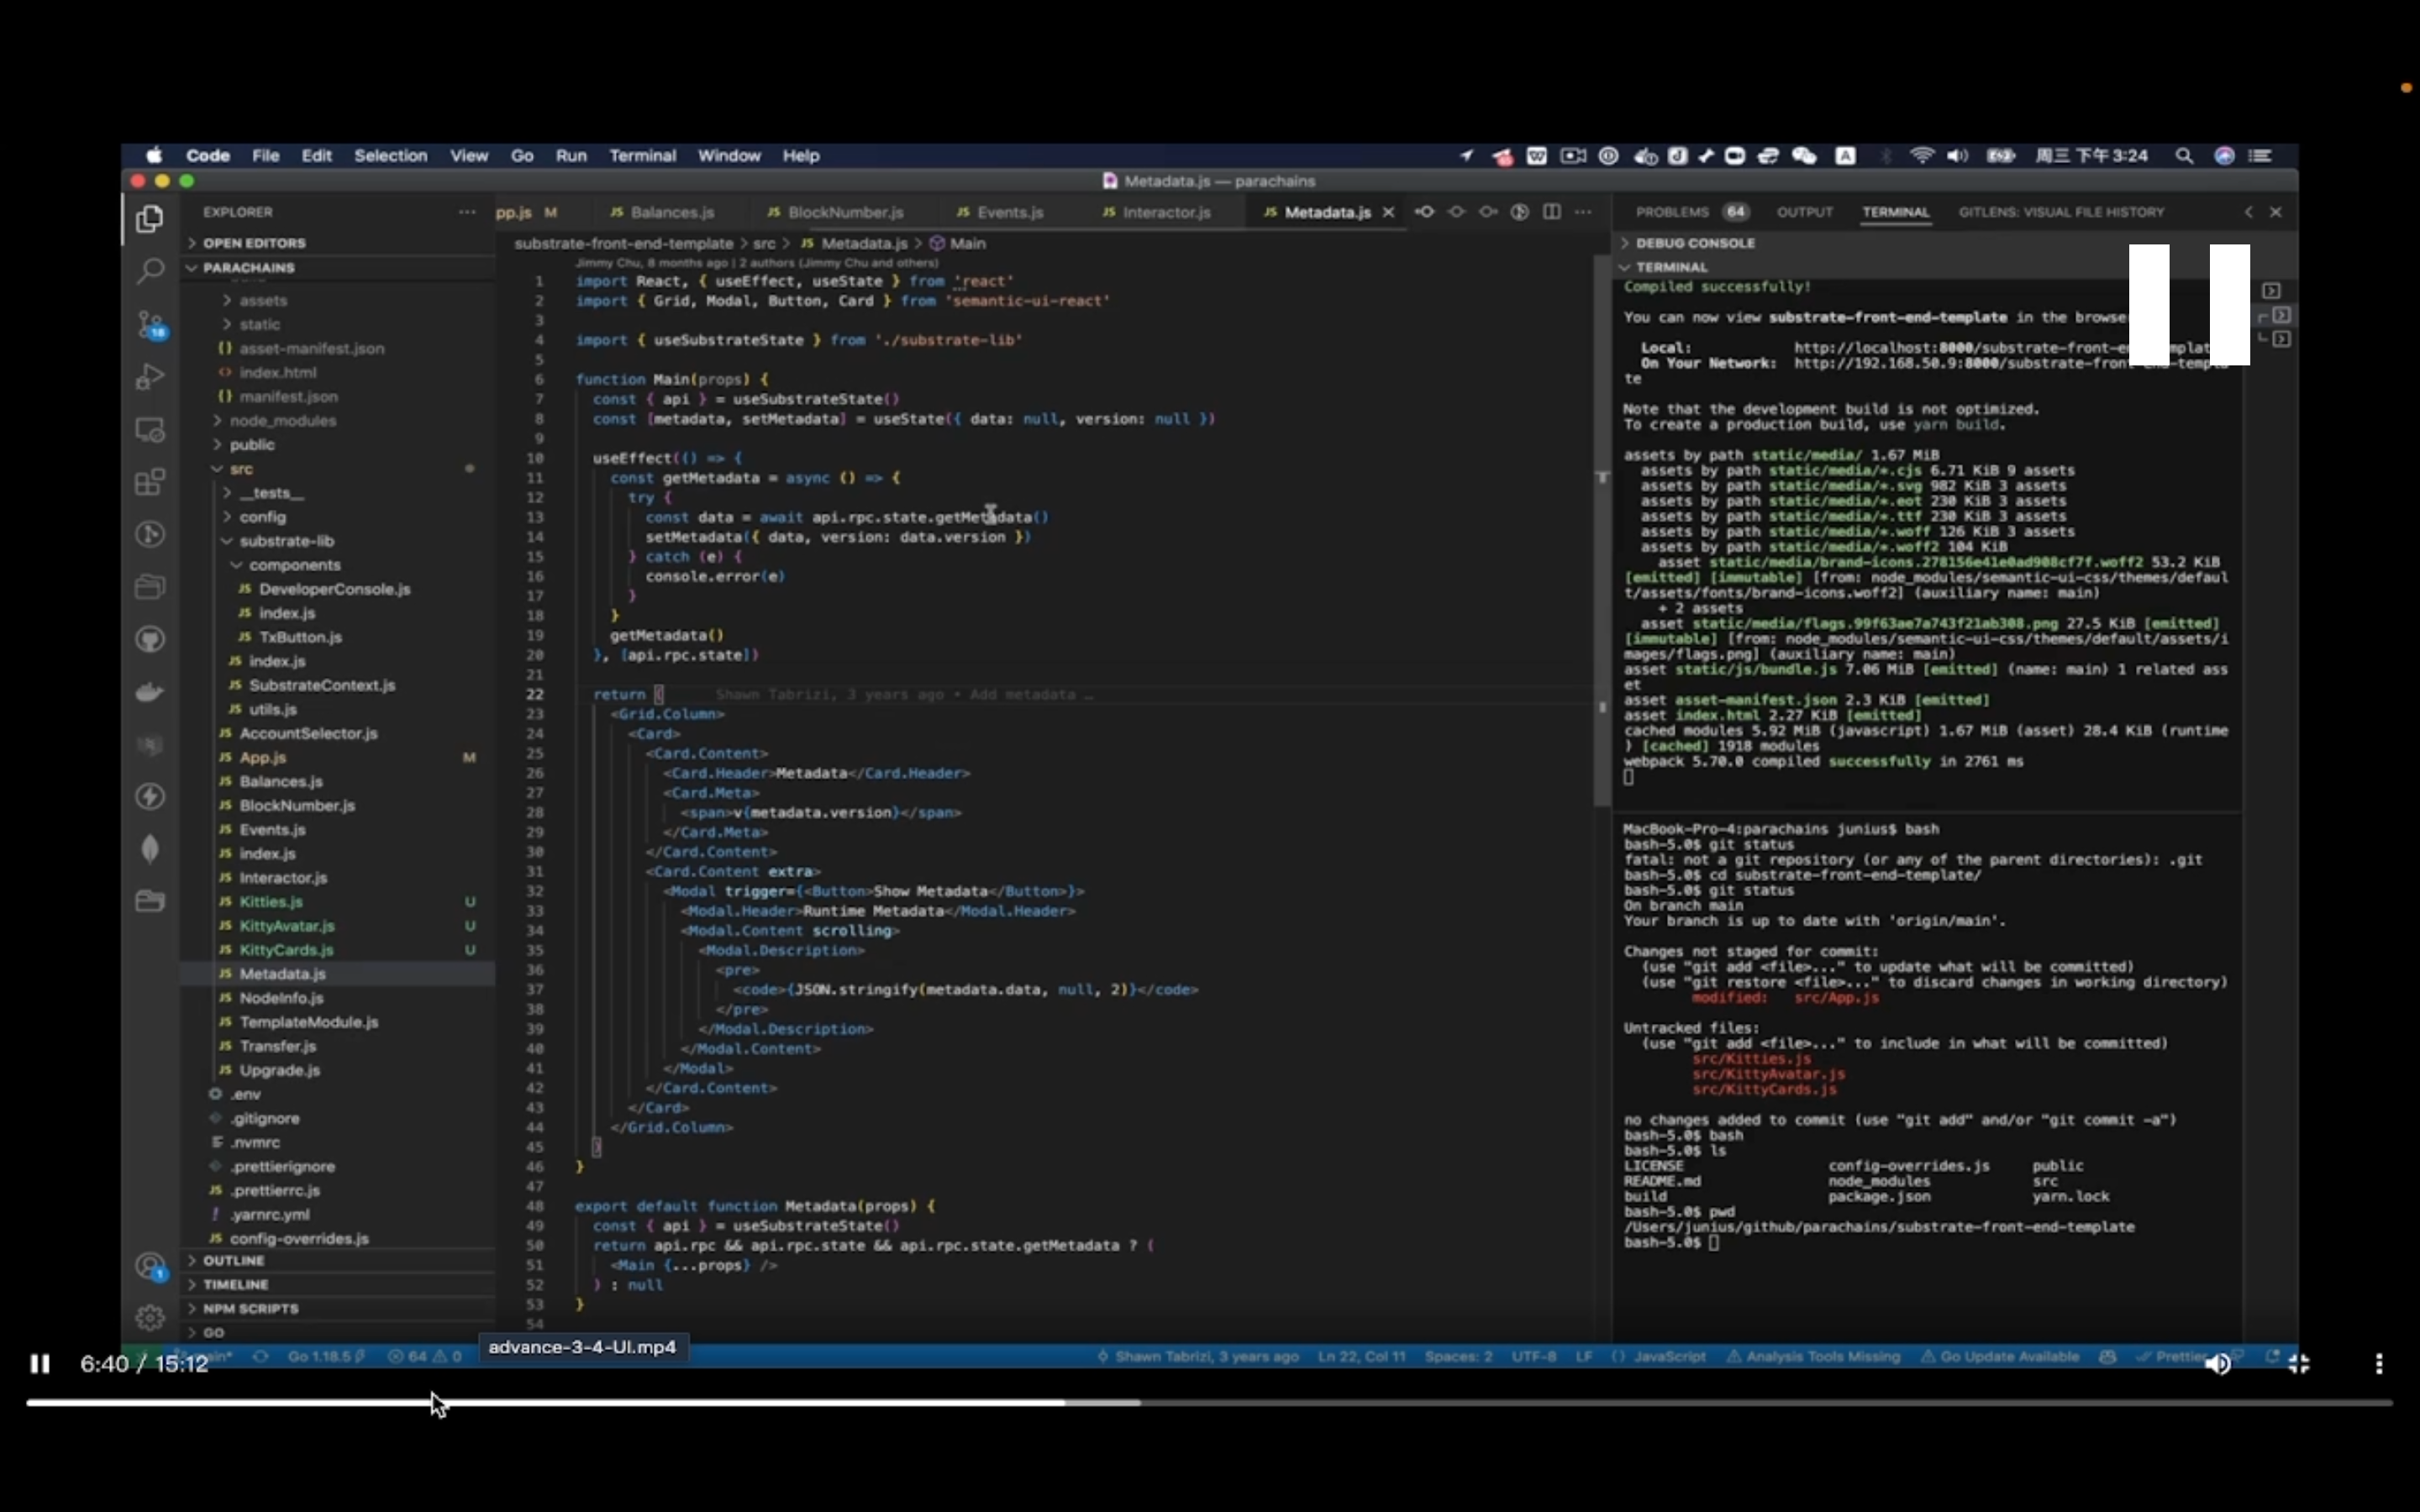 Code File Edit Selection View Go Run Terminal Window Help 周三下午3:24
Metadata.js — parachains
EXPLORER
OPEN EDITORS
PARACHAINS
assets
static
asset-manifest.json
index.html
manifest.json
node_modules
public
src
__tests__
config
substrate-lib
components
DeveloperConsole.js
index.js
TxButton.js
index.js
SubstrateContext.js
utils.js
AccountSelector.js
App.js M
Balances.js
BlockNumber.js
Events.js
index.js
Interactor.js
Kitties.js U
KittyAvatar.js U
KittyCards.js U
Metadata.js
NodeInfo.js
TemplateModule.js
Transfer.js
Upgrade.js
.env
.gitignore
.nvmrc
.prettierignore
.prettierrc.js
.yarnrc.yml
config-overrides.js
OUTLINE
TIMELINE
NPM SCRIPTS
GO
pp.js M Balances.js BlockNumber.js Events.js Interactor.js Metadata.js
substrate-front-end-template > src > Metadata.js > Main
Jimmy Chu, 8 months ago | 2 authors (Jimmy Chu and others)
1 import React, { useEffect, useState } from 'react'
2 import { Grid, Modal, Button, Card } from 'semantic-ui-react'
3
4 import { useSubstrateState } from './substrate-lib'
5
6 function Main(props) {
7 const { api } = useSubstrateState()
8 const [metadata, setMetadata] = useState({ data: null, version: null })
9
10 useEffect(() => {
11 const getMetadata = async () => {
12 try {
13 const data = await api.rpc.state.getMetadata()
14 setMetadata({ data, version: data.version })
15 } catch (e) {
16 console.error(e)
17 }
18 }
19 getMetadata()
20 }, [api.rpc.state])
21
22 return ( Shawn Tabrizi, 3 years ago • Add metadata …
23 <Grid.Column>
24 <Card>
25 <Card.Content>
26 <Card.Header>Metadata</Card.Header>
27 <Card.Meta>
28 <span>v{metadata.version}</span>
29 </Card.Meta>
30 </Card.Content>
31 <Card.Content extra>
32 <Modal trigger={<Button>Show Metadata</Button>}>
33 <Modal.Header>Runtime Metadata</Modal.Header>
34 <Modal.Content scrolling>
35 <Modal.Description>
36 <pre>
37 <code>{JSON.stringify(metadata.data, null, 2)}</code>
38 </pre>
39 </Modal.Description>
40 </Modal.Content>
41 </Modal>
42 </Card.Content>
43 </Card>
44 </Grid.Column>
45 )
46 }
47
48 export default function Metadata(props) {
49 const { api } = useSubstrateState()
50 return api.rpc && api.rpc.state && api.rpc.state.getMetadata ? (
51 <Main {...props} />
52 ) : null
53 }
54
PROBLEMS 64 OUTPUT TERMINAL GITLENS: VISUAL FILE HISTORY
DEBUG CONSOLE
TERMINAL
Compiled successfully!
You can now view substrate-front-end-template in the browse
Local: http://localhost:8000/substrate-front-e
On Your Network: http://192.168.50.9:8000/substrate-front-end-templa
te
Note that the development build is not optimized.
To create a production build, use yarn build.
assets by path static/media/ 1.67 MiB
assets by path static/media/*.cjs 6.71 KiB 9 assets
assets by path static/media/*.svg 982 KiB 3 assets
assets by path static/media/*.eot 230 KiB 3 assets
assets by path static/media/*.ttf 230 KiB 3 assets
assets by path static/media/*.woff 126 KiB 3 assets
assets by path static/media/*.woff2 104 KiB
asset static/media/brand-icons.278156e41e0ad908cf7f.woff2 53.2 KiB
[emitted] [immutable] [from: node_modules/semantic-ui-css/themes/defaul
t/assets/fonts/brand-icons.woff2] (auxiliary name: main)
+ 2 assets
asset static/media/flags.99f63ae7a743f21ab308.png 27.5 KiB [emitted]
[immutable] [from: node_modules/semantic-ui-css/themes/default/assets/i
mages/flags.png] (auxiliary name: main)
asset static/js/bundle.js 7.06 MiB [emitted] (name: main) 1 related ass
et
asset asset-manifest.json 2.3 KiB [emitted]
asset index.html 2.27 KiB [emitted]
cached modules 5.92 MiB (javascript) 1.67 MiB (asset) 28.4 KiB (runtime
) [cached] 1918 modules
webpack 5.70.0 compiled successfully in 2761 ms
MacBook-Pro-4:parachains junius$ bash
bash-5.0$ git status
fatal: not a git repository (or any of the parent directories): .git
bash-5.0$ cd substrate-front-end-template/
bash-5.0$ git status
On branch main
Your branch is up to date with 'origin/main'.
Changes not staged for commit:
(use "git add <file>..." to update what will be committed)
(use "git restore <file>..." to discard changes in working directory)
modified: src/App.js
Untracked files:
(use "git add <file>..." to include in what will be committed)
src/Kitties.js
src/KittyAvatar.js
src/KittyCards.js
no changes added to commit (use "git add" and/or "git commit -a")
bash-5.0$ bash
bash-5.0$ ls
LICENSE config-overrides.js public
README.md node_modules src
build package.json yarn.lock
bash-5.0$ pwd
/Users/junius/github/parachains/substrate-front-end-template
bash-5.0$
advance-3-4-UI.mp4
6:40 / 15:12
Go 1.18.5 64 0 Shawn Tabrizi, 3 years ago Ln 22, Col 11 Spaces: 2 UTF-8 LF JavaScript Analysis Tools Missing Go Update Available Prettier